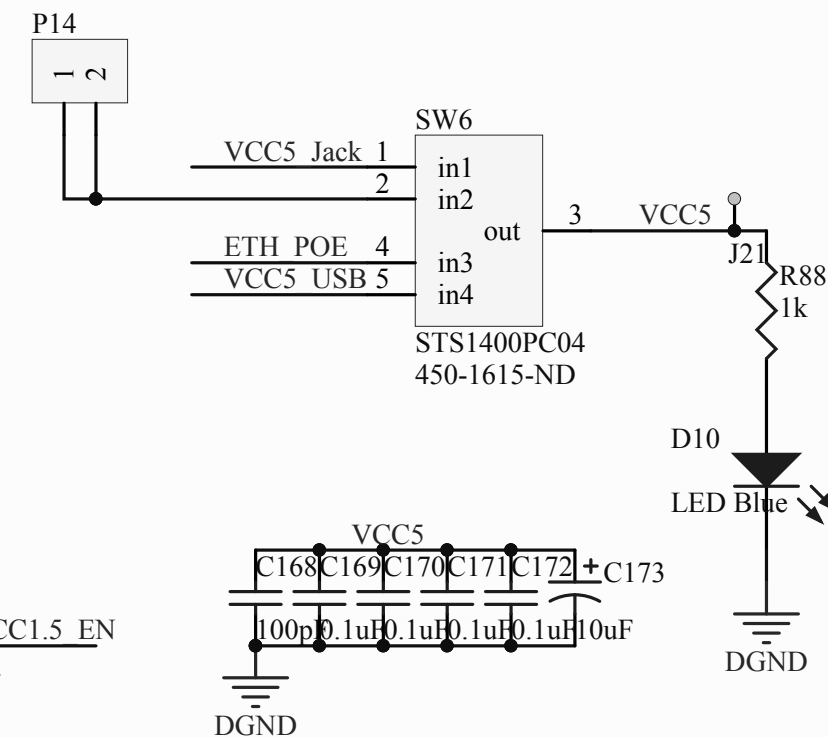 P14
1 2
SW6
VCC5_Jack 1 in1
2 in2
out 3 VCC5
ETH_POE 4 in3
VCC5_USB 5 in4
J21
R88
1k
STS1400PC04
450-1615-ND
D10
LED Blue
VCC5
C168 C169 C170 C171 C172 + C173
100pF 0.1uF 0.1uF 0.1uF 0.1uF 10uF
CC1.5_EN
DGND
DGND